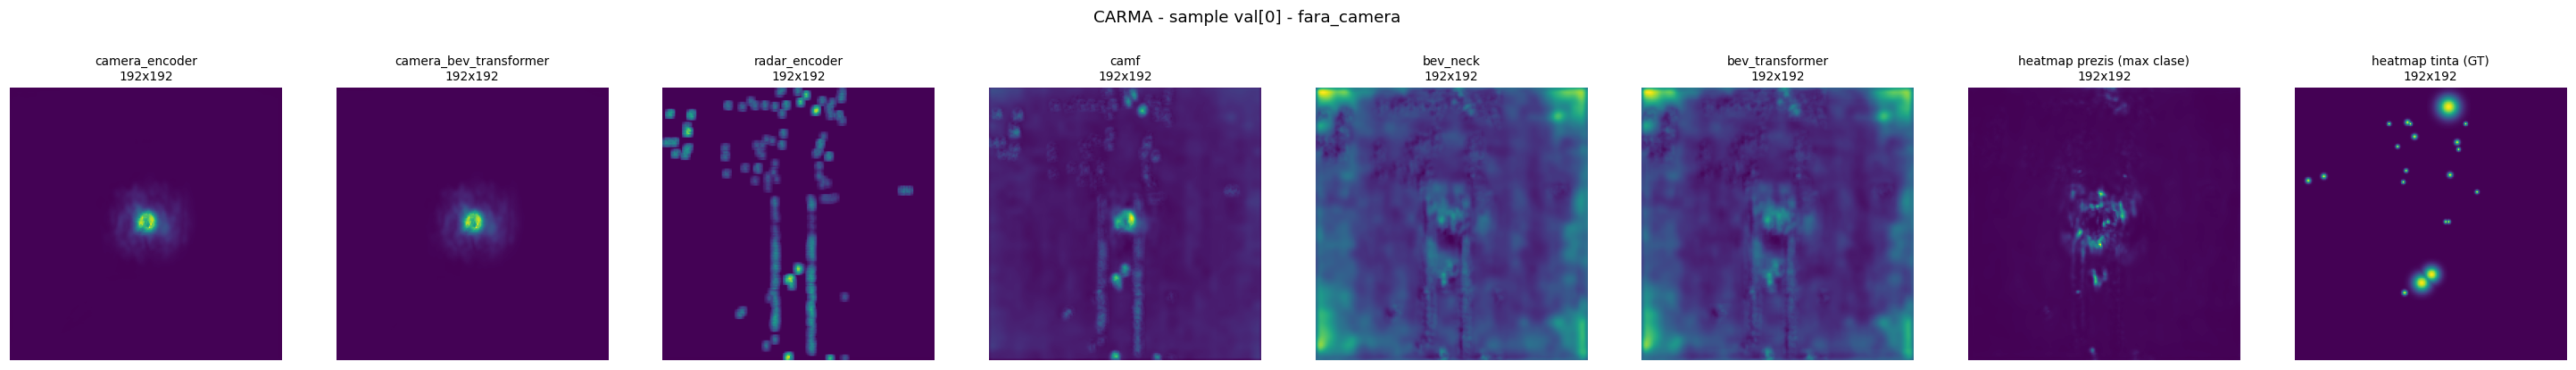 CARMA - sample val[0] - fara_camera
camera_encoder
192x192
camera_bev_transformer
192x192
radar_encoder
192x192
camf
192x192
bev_neck
192x192
bev_transformer
192x192
heatmap prezis (max clase)
192x192
heatmap tinta (GT)
192x192